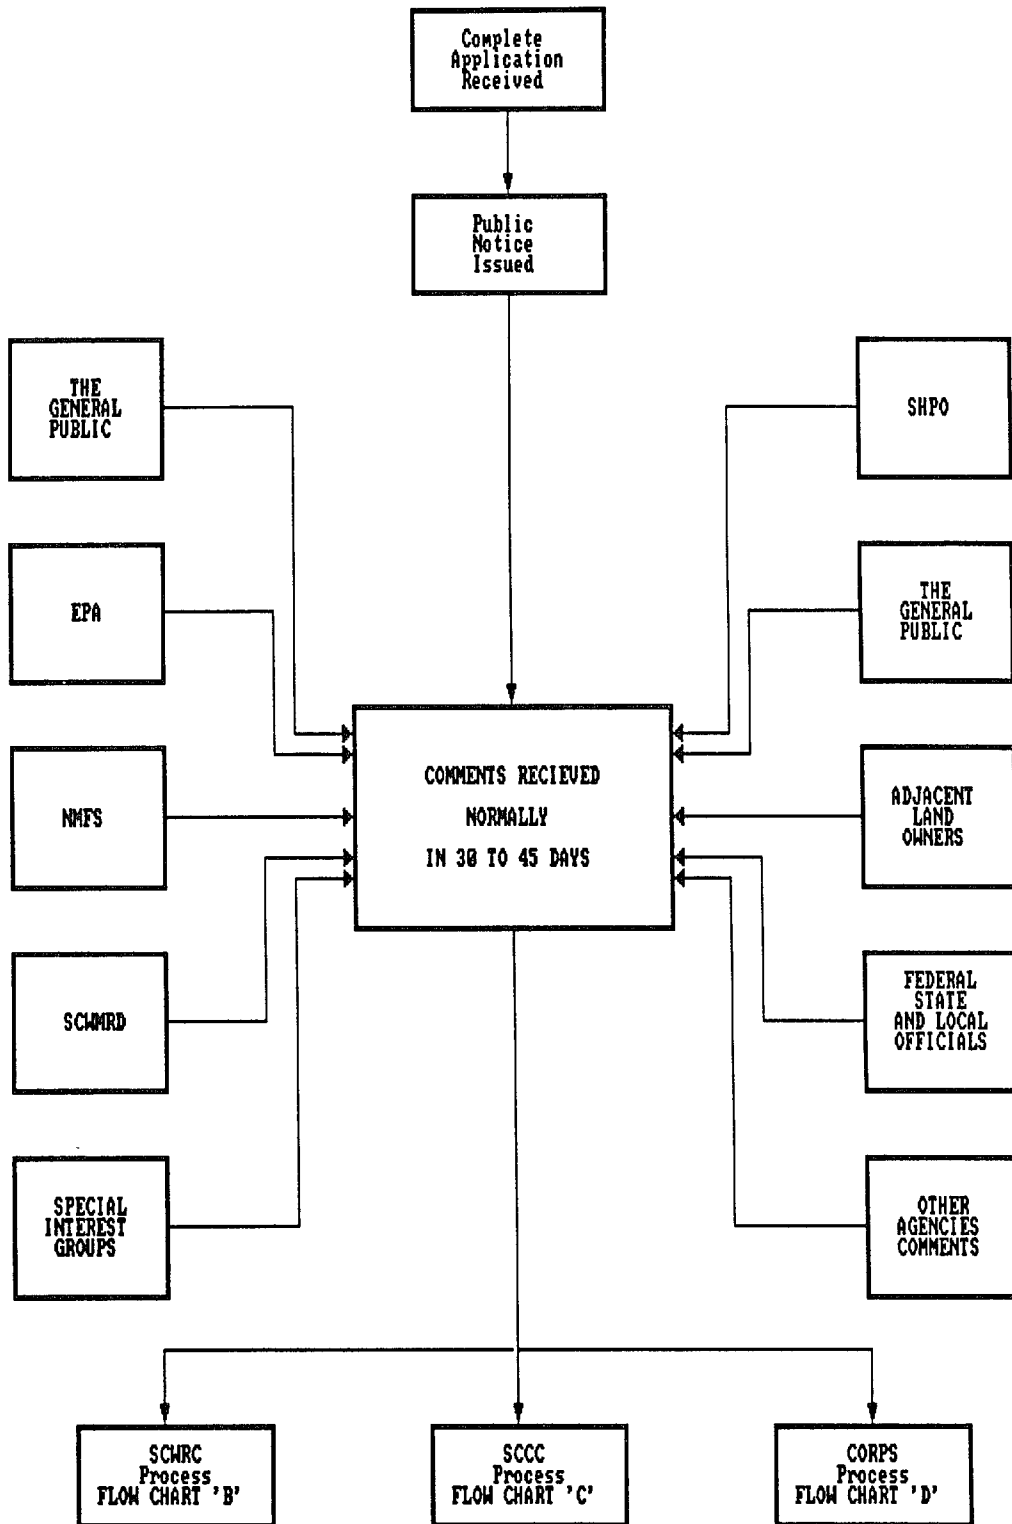 Complete
Application
Received
Public
Notice
Issued
THE
GENERAL
PUBLIC
SHPO
EPA
THE
GENERAL
PUBLIC
NMFS
COMMENTS RECIEVED
NORMALLY
IN 30 TO 45 DAYS
ADJACENT
LAND
OWNERS
SCWMRD
FEDERAL
STATE
AND LOCAL
OFFICIALS
SPECIAL
INTEREST
GROUPS
OTHER
AGENCIES
COMMENTS
SCWRC
Process
FLOW CHART 'B'
SCCC
Process
FLOW CHART 'C'
CORPS
Process
FLOW CHART 'D'